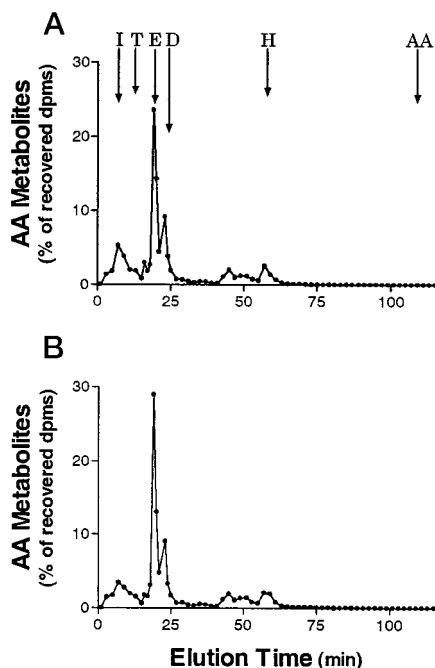 A
I T E D H AA
AA Metabolites
(% of recovered dpms)
30
20
10
0
0 25 50 75 100
B
AA Metabolites
(% of recovered dpms)
30
20
10
0
0 25 50 75 100
Elution Time (min)